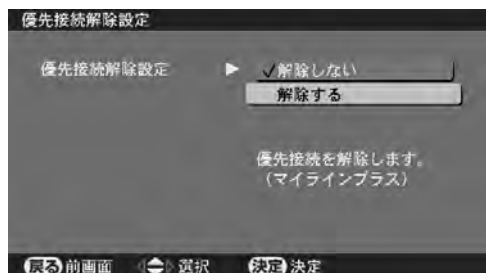 優先接続解除設定
優先接続解除設定 ▶ ✓解除しない
解除する
優先接続を解除します。
(マイラインプラス)
戻る 前画面 選択 決定 決定